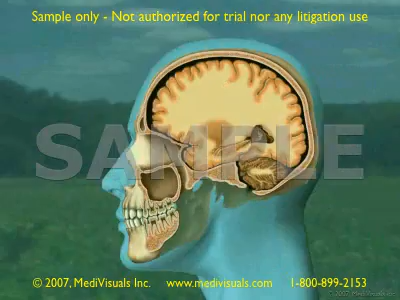 Sample only - Not authorized for trial nor any litigation use
SAMPLE
© 2007, MediVisuals Inc. www.medivisuals.com 1-800-899-2153